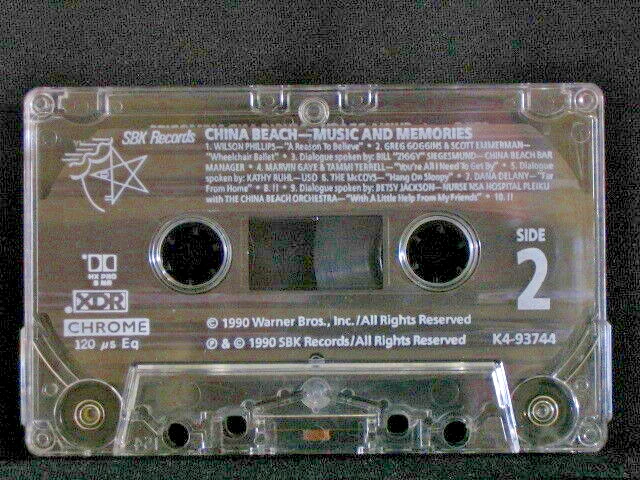 SBK Records CHINA BEACH—MUSIC AND MEMORIES
1. WILSON PHILLIPS—"A Reason To Believe" • 2. GREG GOGGINS & SCOTT EMMERMAN—
"Wheelchair Ballet" • 3. Dialogue spoken by: BILL "ZIGGY" SIEGESMUND—CHINA BEACH BAR
MANAGER • 4. MARVIN GAYE & TAMMI TERRELL—"You're All I Need To Get By" • 5. Dialogue
spoken by: KATHY RUHL—USO 6. THE McCOYS—"Hang On Sloopy" • 7. DANA DELANY—"Far
From Home" • 8. !! • 9. Dialogue spoken by: BETSY JACKSON—NURSE NSA HOSPITAL PLEIKU
with THE CHINA BEACH ORCHESTRA—"With A Little Help From My Friends" • 10. !!
SIDE
2
HX PRO
B NR
XDR
CHROME
120 µs Eq
© 1990 Warner Bros., Inc./All Rights Reserved
℗ & © 1990 SBK Records/All Rights Reserved
K4-93744